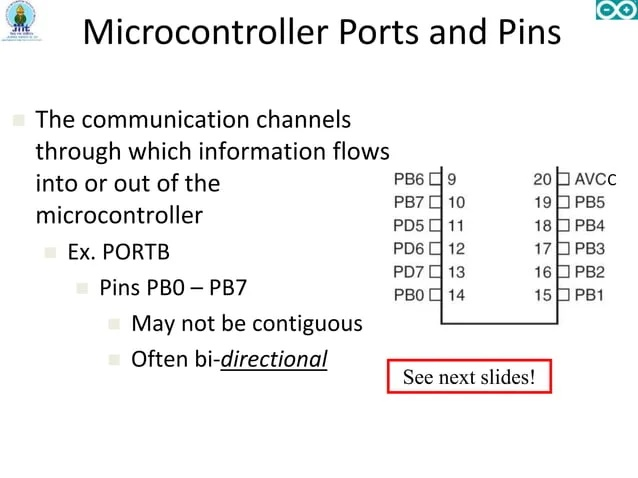 Microcontroller Ports and Pins
The communication channels
through which information flows
into or out of the
microcontroller
Ex. PORTB
Pins PB0 – PB7
May not be contiguous
Often bi-directional
PB6 9 20 AVCC
PB7 10 19 PB5
PD5 11 18 PB4
PD6 12 17 PB3
PD7 13 16 PB2
PB0 14 15 PB1
See next slides!